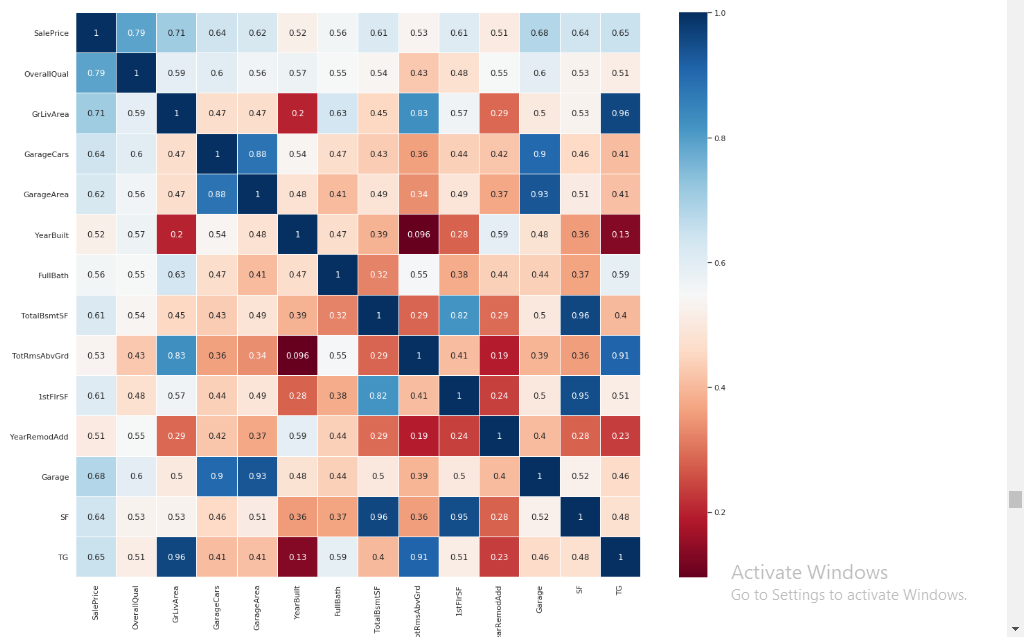 SalePrice 1 0.79 0.71 0.64 0.62 0.52 0.56 0.61 0.53 0.61 0.51 0.68 0.64 0.65
OverallQual 0.79 1 0.59 0.6 0.56 0.57 0.55 0.54 0.43 0.48 0.55 0.6 0.53 0.51
GrLivArea 0.71 0.59 1 0.47 0.47 0.2 0.63 0.45 0.83 0.57 0.29 0.5 0.53 0.96
GarageCars 0.64 0.6 0.47 1 0.88 0.54 0.47 0.43 0.36 0.44 0.42 0.9 0.46 0.41
GarageArea 0.62 0.56 0.47 0.88 1 0.48 0.41 0.49 0.34 0.49 0.37 0.93 0.51 0.41
YearBuilt 0.52 0.57 0.2 0.54 0.48 1 0.47 0.39 0.096 0.28 0.59 0.48 0.36 0.13
FullBath 0.56 0.55 0.63 0.47 0.41 0.47 1 0.32 0.55 0.38 0.44 0.44 0.37 0.59
TotalBsmtSF 0.61 0.54 0.45 0.43 0.49 0.39 0.32 1 0.29 0.82 0.29 0.5 0.96 0.4
TotRmsAbvGrd 0.53 0.43 0.83 0.36 0.34 0.096 0.55 0.29 1 0.41 0.19 0.39 0.36 0.91
1stFlrSF 0.61 0.48 0.57 0.44 0.49 0.28 0.38 0.82 0.41 1 0.24 0.5 0.95 0.51
YearRemodAdd 0.51 0.55 0.29 0.42 0.37 0.59 0.44 0.29 0.19 0.24 1 0.4 0.28 0.23
Garage 0.68 0.6 0.5 0.9 0.93 0.48 0.44 0.5 0.39 0.5 0.4 1 0.52 0.46
SF 0.64 0.53 0.53 0.46 0.51 0.36 0.37 0.96 0.36 0.95 0.28 0.52 1 0.48
TG 0.65 0.51 0.96 0.41 0.41 0.13 0.59 0.4 0.91 0.51 0.23 0.46 0.48 1
SalePrice
OverallQual
GrLivArea
GarageCars
GarageArea
YearBuilt
FullBath
TotalBsmtSF
otRmsAbvGrd
1stFlrSF
earRemodAdd
Garage
SF
TG
1.0
0.8
0.6
0.4
0.2
Activate Windows
Go to Settings to activate Windows.